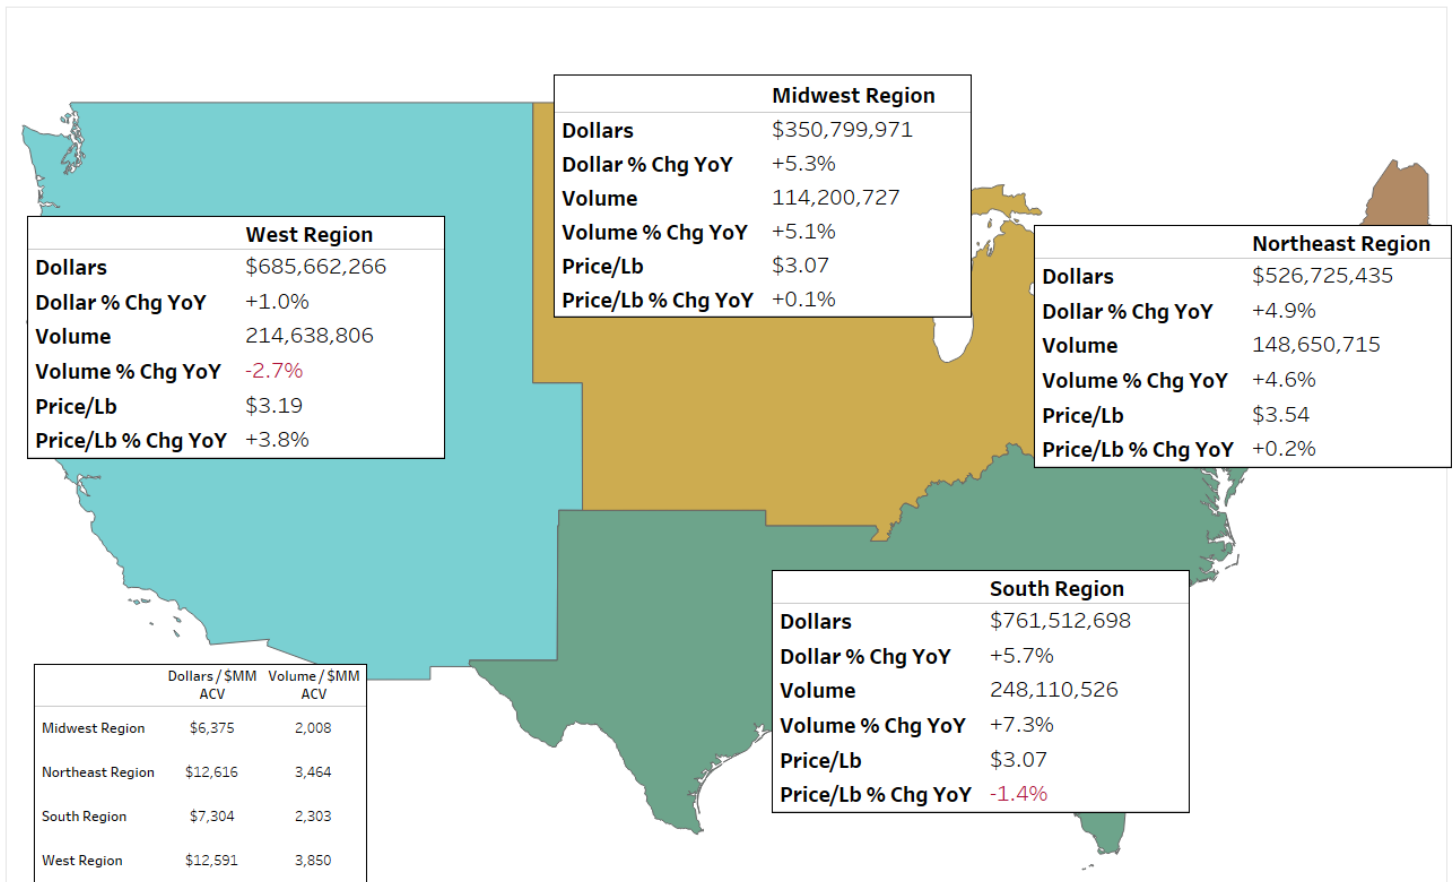 Midwest Region
Dollars $350,799,971
Dollar % Chg YoY +5.3%
Volume 114,200,727
Volume % Chg YoY +5.1%
Price/Lb $3.07
Price/Lb % Chg YoY +0.1%
West Region
Dollars $685,662,266
Dollar % Chg YoY +1.0%
Volume 214,638,806
Volume % Chg YoY -2.7%
Price/Lb $3.19
Price/Lb % Chg YoY +3.8%
Northeast Region
Dollars $526,725,435
Dollar % Chg YoY +4.9%
Volume 148,650,715
Volume % Chg YoY +4.6%
Price/Lb $3.54
Price/Lb % Chg YoY +0.2%
South Region
Dollars $761,512,698
Dollar % Chg YoY +5.7%
Volume 248,110,526
Volume % Chg YoY +7.3%
Price/Lb $3.07
Price/Lb % Chg YoY -1.4%
Dollars / $MM Volume / $MM
ACV ACV
Midwest Region $6,375 2,008
Northeast Region $12,616 3,464
South Region $7,304 2,303
West Region $12,591 3,850